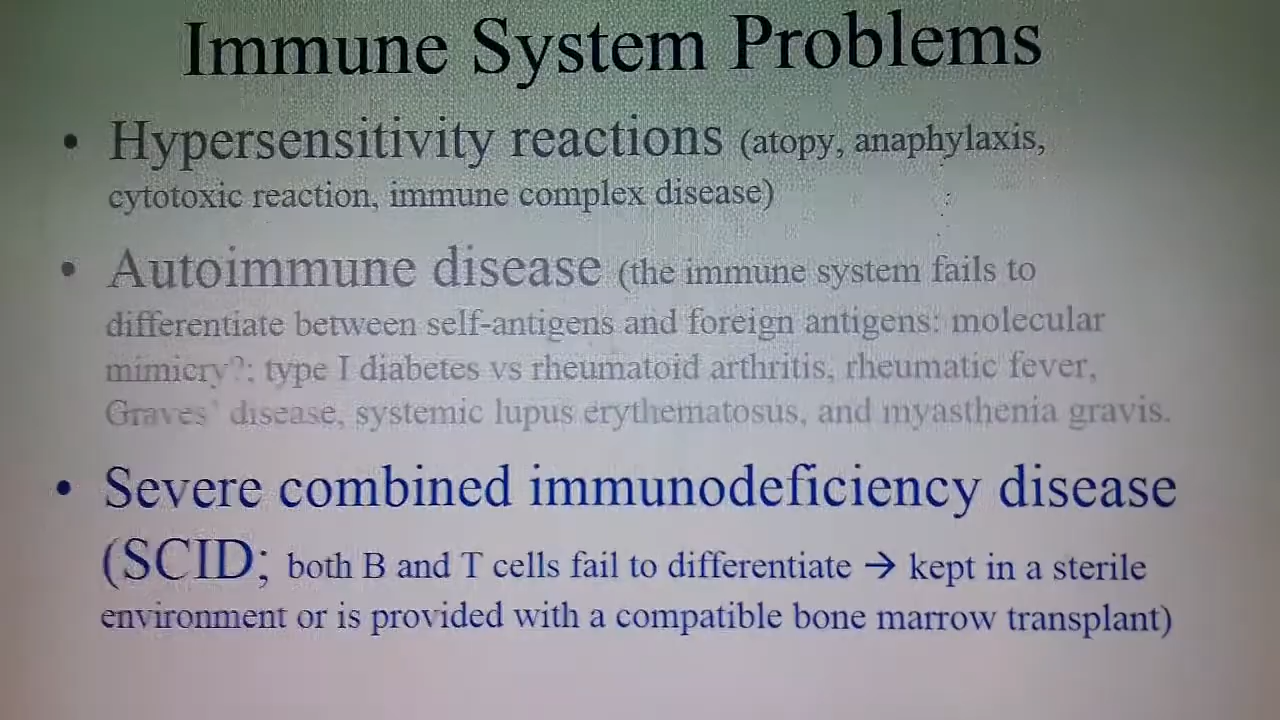 Immune System Problems
• Hypersensitivity reactions (atopy, anaphylaxis,
cytotoxic reaction, immune complex disease)
• Autoimmune disease (the immune system fails to
differentiate between self-antigens and foreign antigens: molecular
mimicry?: type I diabetes vs rheumatoid arthritis, rheumatic fever,
Graves' disease, systemic lupus erythematosus, and myasthenia gravis.
• Severe combined immunodeficiency disease
(SCID; both B and T cells fail to differentiate → kept in a sterile
environment or is provided with a compatible bone marrow transplant)